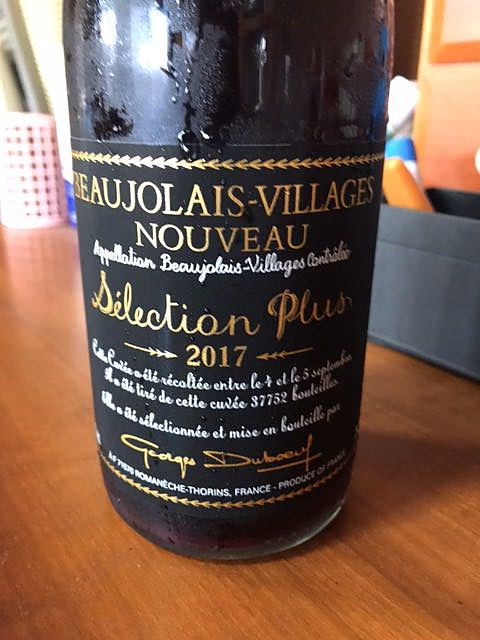 BEAUJOLAIS-VILLAGES
NOUVEAU
Appellation Beaujolais-Villages Contrôlée
Sélection Plus
2017
Cette Cuvée a été récoltée entre le 4 et le 5 septembre
il a été tiré de cette cuvée 37752 bouteilles
elle a été sélectionnée et mise en bouteille par
Georges Duboeuf
A F 71570 ROMANÈCHE-THORINS, FRANCE - PRODUCE OF FRANCE